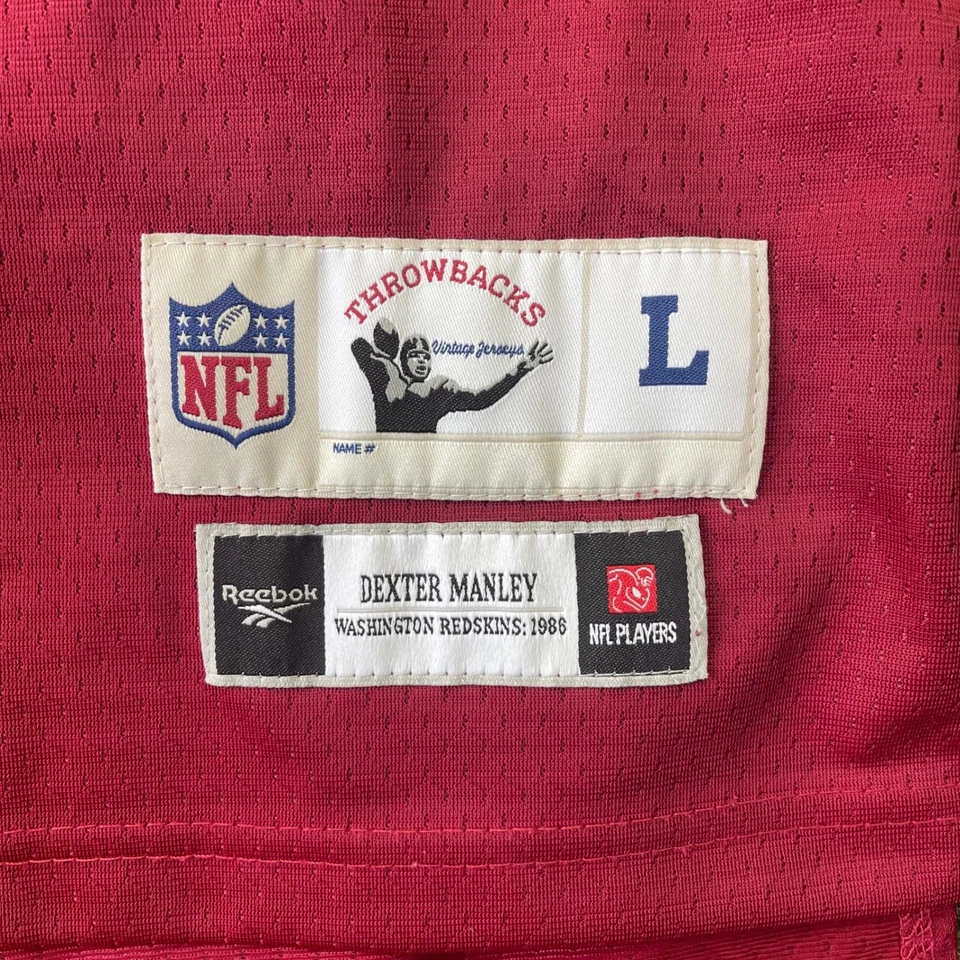 THROWBACKS
Vintage Jerseys
NFL
L
NAME #
Reebok
DEXTER MANLEY
WASHINGTON REDSKINS: 1986
NFL PLAYERS